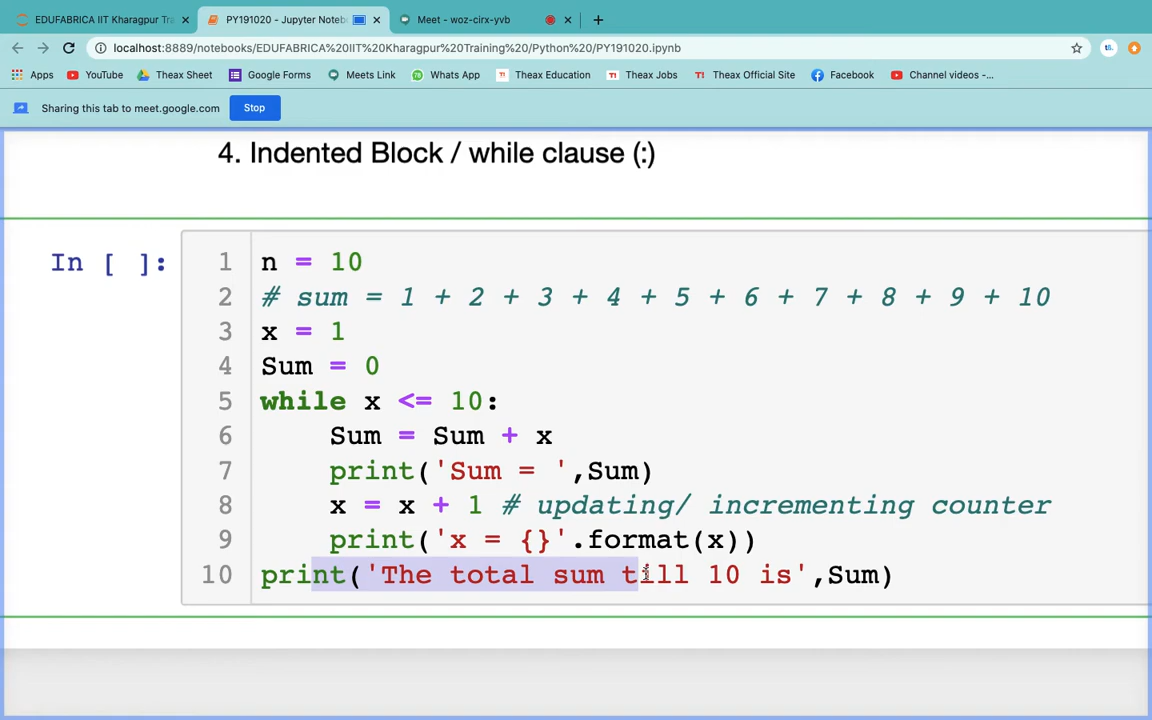 EDUFABRICA IIT Kharagpur Tra
PY191020 - Jupyter Notebo
Meet - woz-cirx-yvb
localhost:8889/notebooks/EDUFABRICA%20IIT%20Kharagpur%20Training%20/Python%20/PY191020.ipynb
Apps YouTube Theax Sheet Google Forms Meets Link Whats App Theax Education Theax Jobs Theax Official Site Facebook Channel videos -...
Sharing this tab to meet.google.com Stop
4. Indented Block / while clause (:)
In [ ]:
1 n = 10
2 # sum = 1 + 2 + 3 + 4 + 5 + 6 + 7 + 8 + 9 + 10
3 x = 1
4 Sum = 0
5 while x <= 10:
6 Sum = Sum + x
7 print('Sum = ',Sum)
8 x = x + 1 # updating/ incrementing counter
9 print('x = {}'.format(x))
10 print('The total sum till 10 is',Sum)